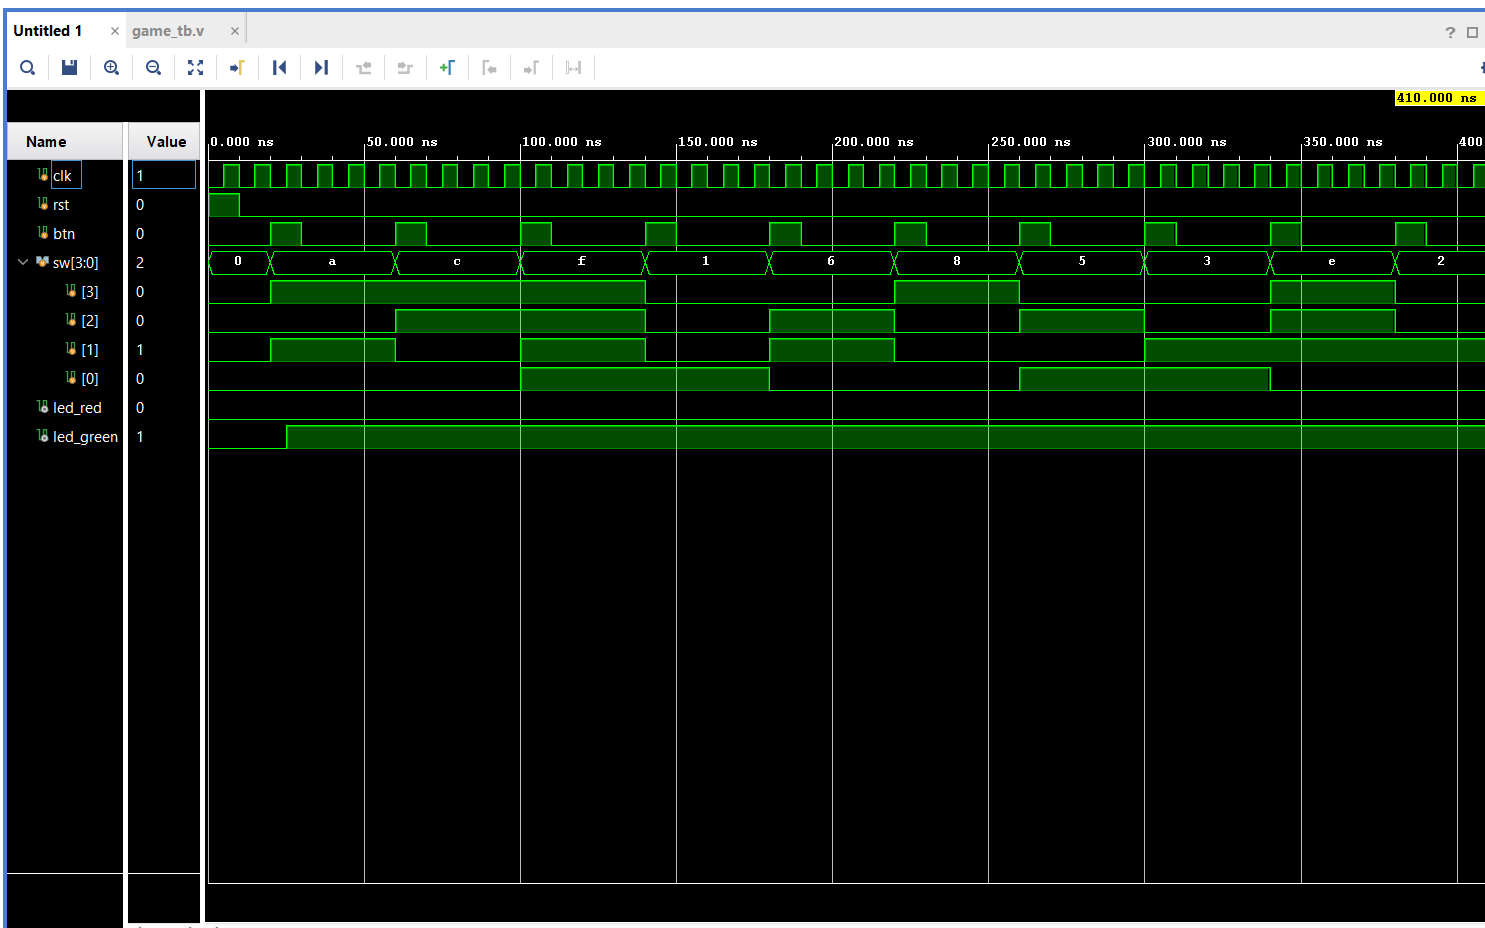 Untitled 1 × game_tb.v ×
?
410.000 ns
Name Value
0.000 ns 50.000 ns 100.000 ns 150.000 ns 200.000 ns 250.000 ns 300.000 ns 350.000 ns 400
clk 1
rst 0
btn 0
sw[3:0] 2 0 a c f 1 6 8 5 3 e 2
[3] 0
[2] 0
[1] 1
[0] 0
led_red 0
led_green 1